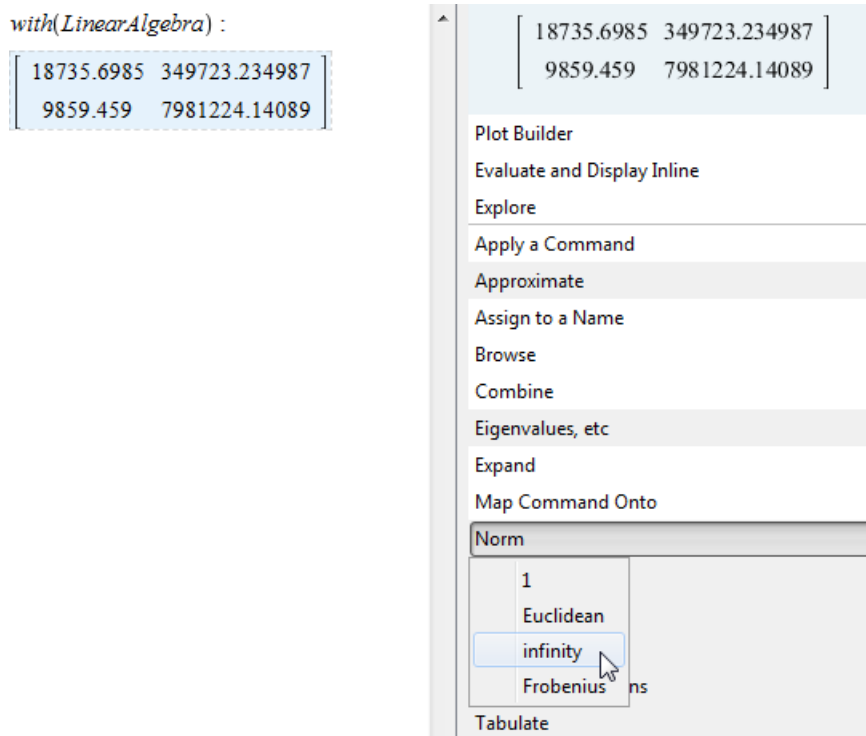 with(LinearAlgebra) :
18735.6985 349723.234987
9859.459 7981224.14089
18735.6985 349723.234987
9859.459 7981224.14089
Plot Builder
Evaluate and Display Inline
Explore
Apply a Command
Approximate
Assign to a Name
Browse
Combine
Eigenvalues, etc
Expand
Map Command Onto
Norm
1
Euclidean
infinity
Frobenius
ns
Tabulate